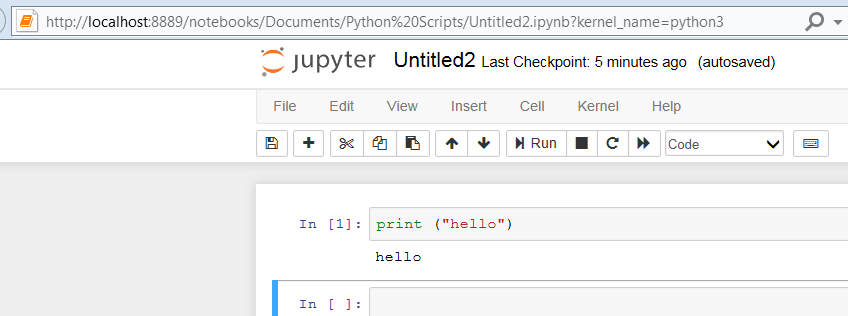 http://localhost:8889/notebooks/Documents/Python%20Scripts/Untitled2.ipynb?kernel_name=python3
jupyter Untitled2 Last Checkpoint: 5 minutes ago (autosaved)
File Edit View Insert Cell Kernel Help
Run Code
In [1]: print ("hello")
hello
In [ ]: